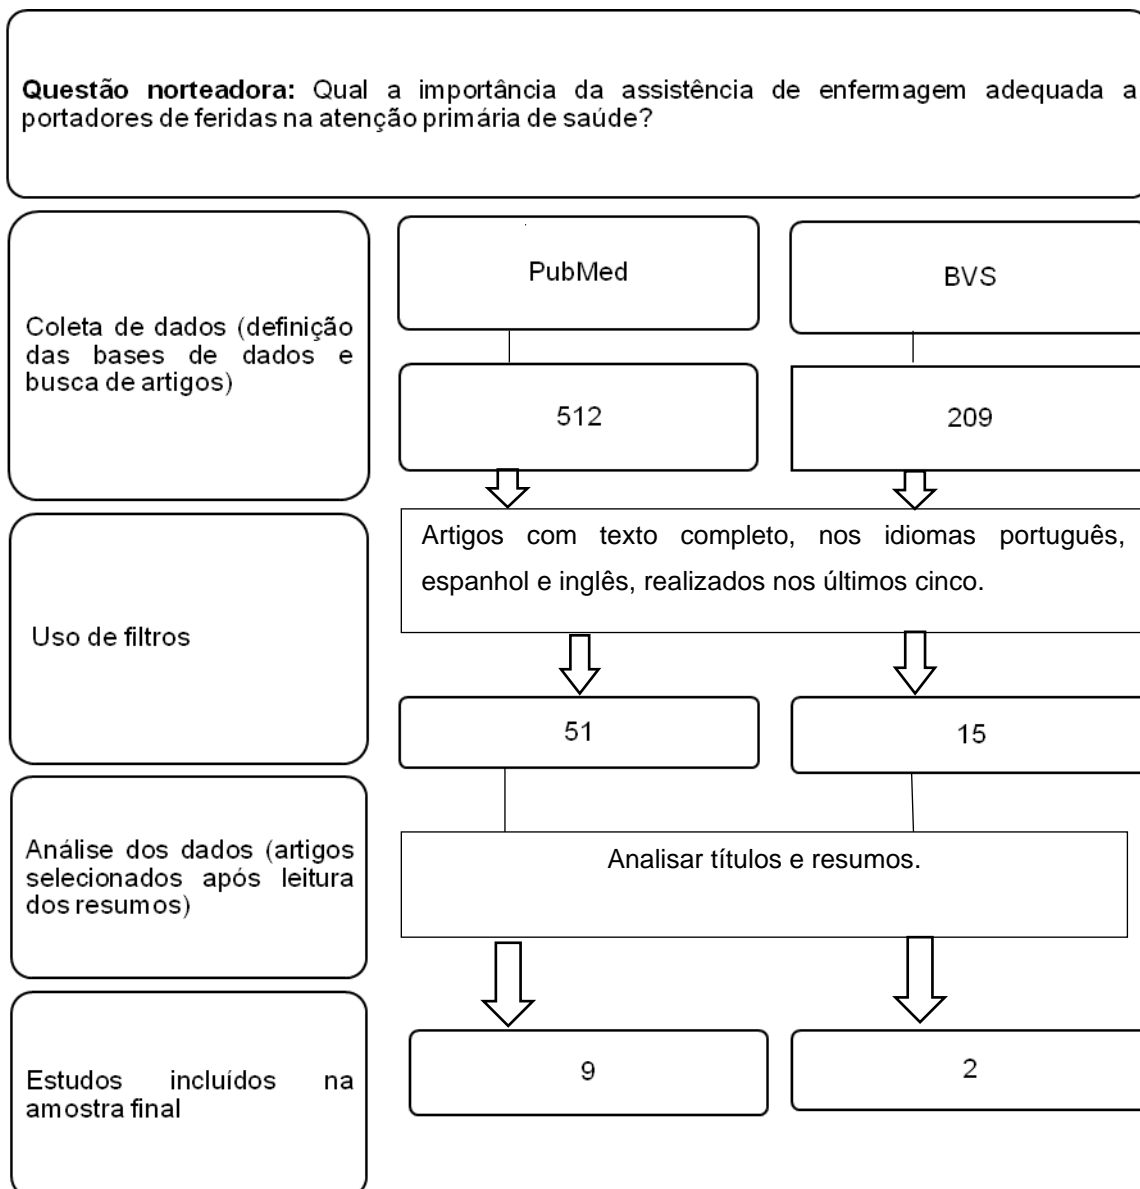 Questão norteadora: Qual a importância da assistência de enfermagem adequada a
portadores de feridas na atenção primária de saúde?
Coleta de dados (definição
das bases de dados e
busca de artigos)
PubMed
BVS
512
209
Uso de filtros
Artigos com texto completo, nos idiomas português,
espanhol e inglês, realizados nos últimos cinco.
51
15
Análise dos dados (artigos
selecionados após leitura
dos resumos)
Analisar títulos e resumos.
Estudos incluídos na
amostra final
9
2